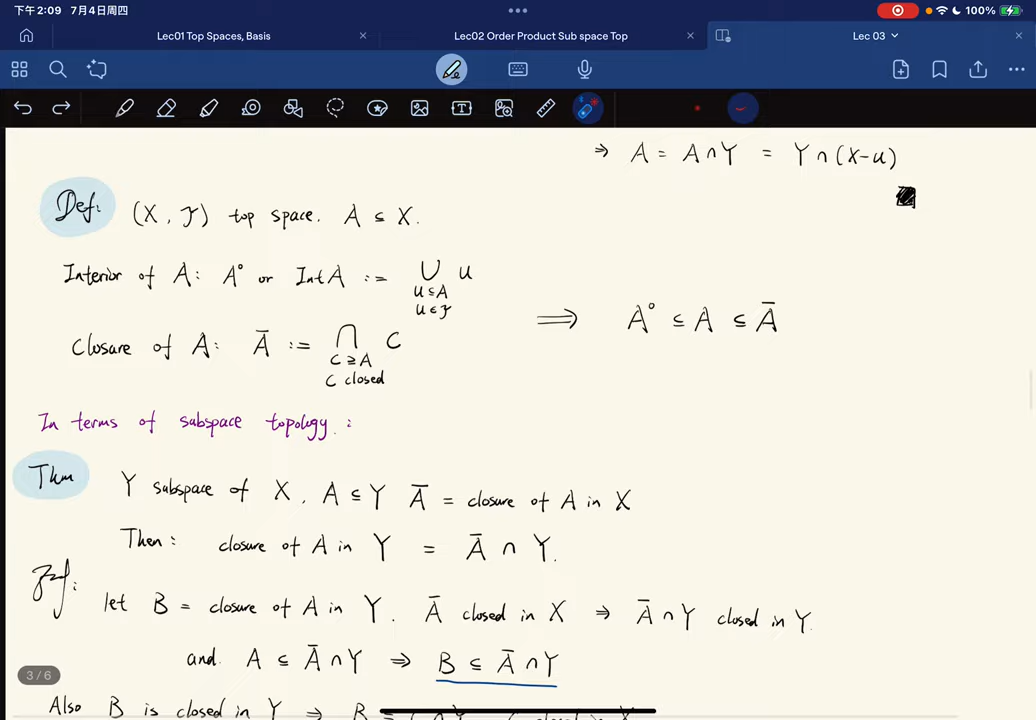 下午2:09 7月4日周四
100%
Lec01 Top Spaces, Basis
Lec02 Order Product Sub space Top
Lec 03
⇒ A = A∩Y = Y∩(X-U)
Def: (X, 𝒯) top space. A ⊆ X.
Interior of A: A° or Int A := ⋃ U
U⊆A
U∈𝒯
⟹ A° ⊆ A ⊆ Ā
Closure of A: Ā := ⋂ C
C⊇A
C closed
In terms of subspace topology:
Thm Y subspace of X, A ⊆ Y Ā = closure of A in X
Then: closure of A in Y = Ā ∩ Y.
Prf: let B = closure of A in Y. Ā closed in X ⇒ Ā∩Y closed in Y.
and. A ⊆ Ā∩Y ⇒ B ⊆ Ā∩Y
3 / 6
Also B is closed in Y ⇒ B